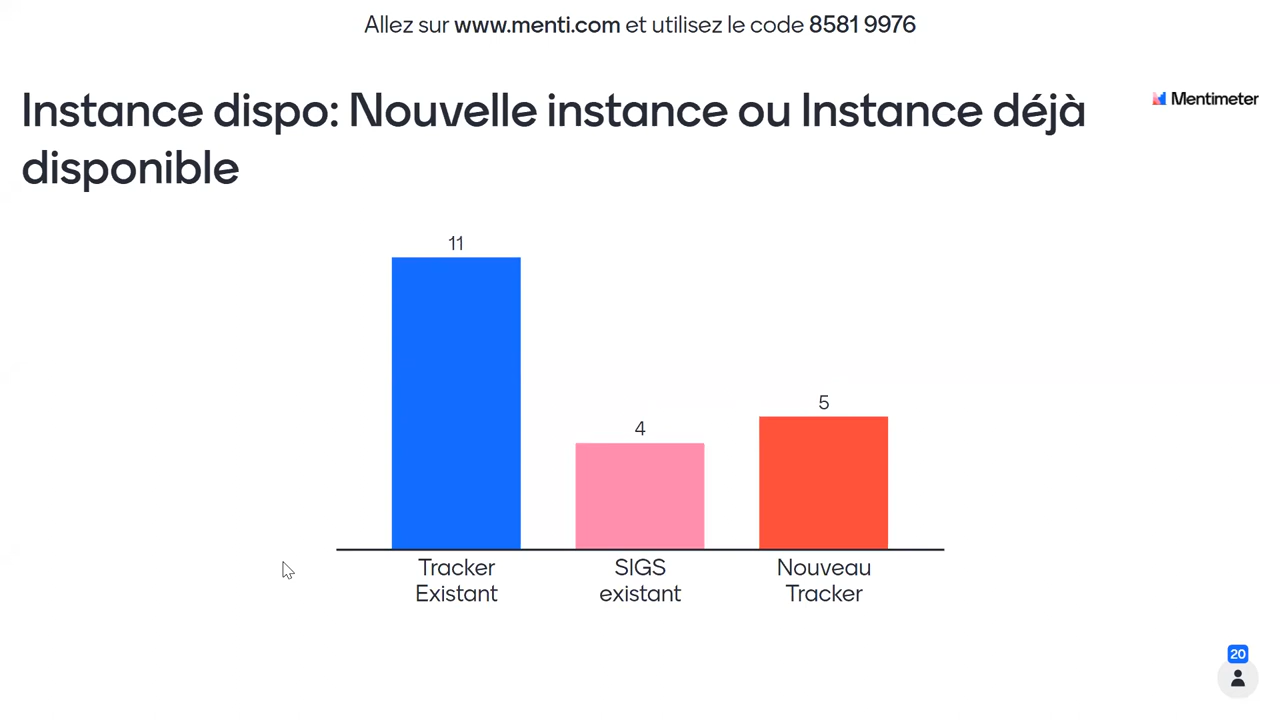 Allez sur www.menti.com et utilisez le code 8581 9976
Instance dispo: Nouvelle instance ou Instance déjà
disponible
Mentimeter
11
4
5
Tracker
Existant
SIGS
existant
Nouveau
Tracker
20